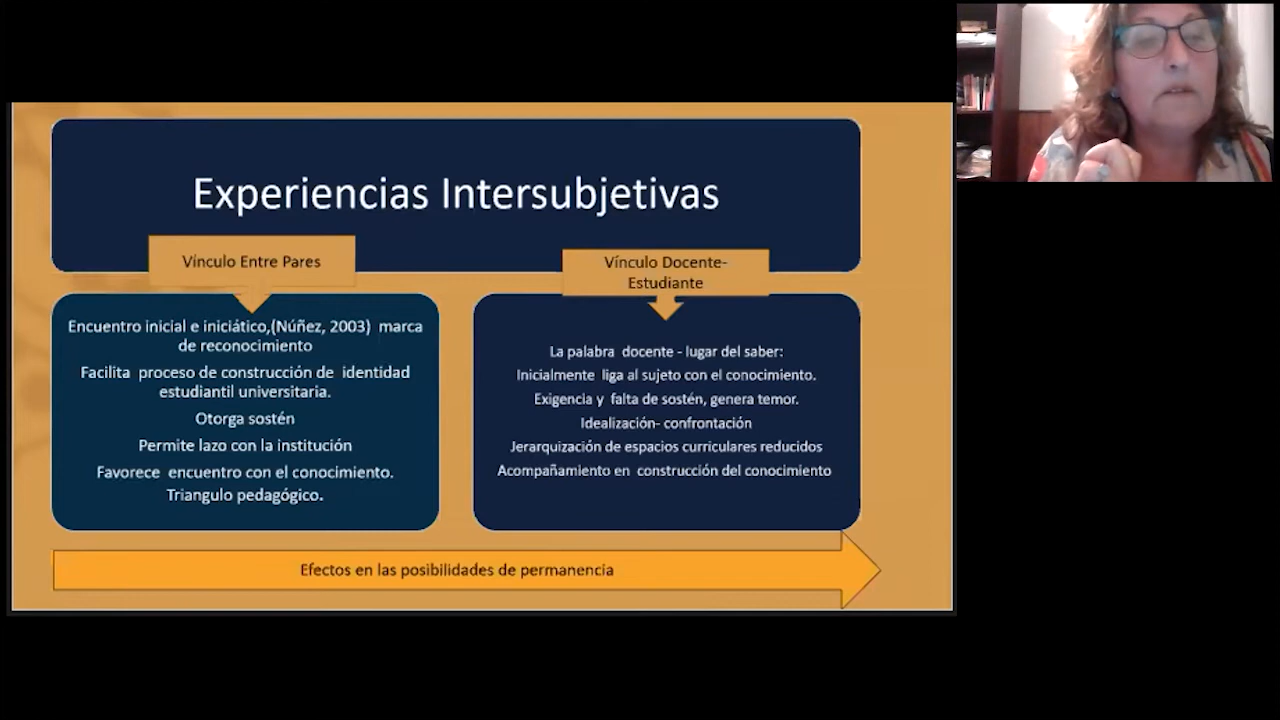 Experiencias Intersubjetivas
Vínculo Entre Pares
Encuentro inicial e iniciático,(Núñez, 2003) marca
de reconocimiento
Facilita proceso de construcción de identidad
estudiantil universitaria.
Otorga sostén
Permite lazo con la institución
Favorece encuentro con el conocimiento.
Triangulo pedagógico.
Vínculo Docente-
Estudiante
La palabra docente - lugar del saber:
Inicialmente liga al sujeto con el conocimiento.
Exigencia y falta de sostén, genera temor.
Idealización- confrontación
Jerarquización de espacios curriculares reducidos
Acompañamiento en construcción del conocimiento
Efectos en las posibilidades de permanencia